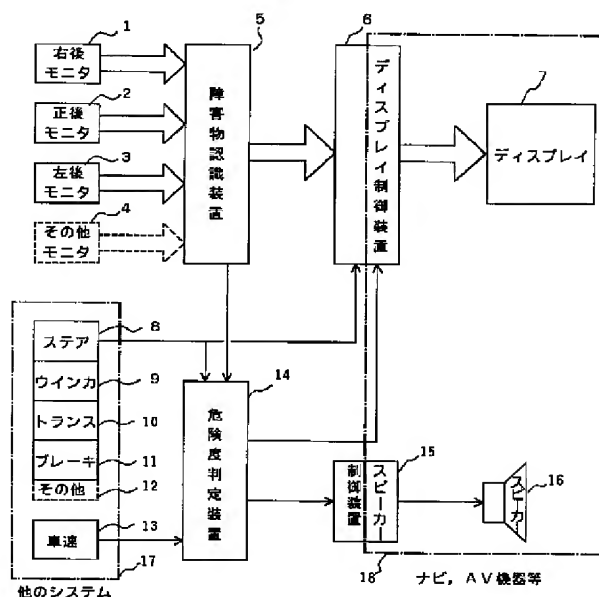 1
右後
モニタ
2
正後
モニタ
3
左後
モニタ
4
その他
モニタ
5
障害物認識装置
6
ディスプレイ制御装置
7
ディスプレイ
8
ステア
9
ウインカ
10
トランス
11
ブレーキ
12
その他
13
車速
17
他のシステム
14
危険度判定装置
15
スピーカー
制御装置
16
スピーカ
18
ナビ，AV機器等